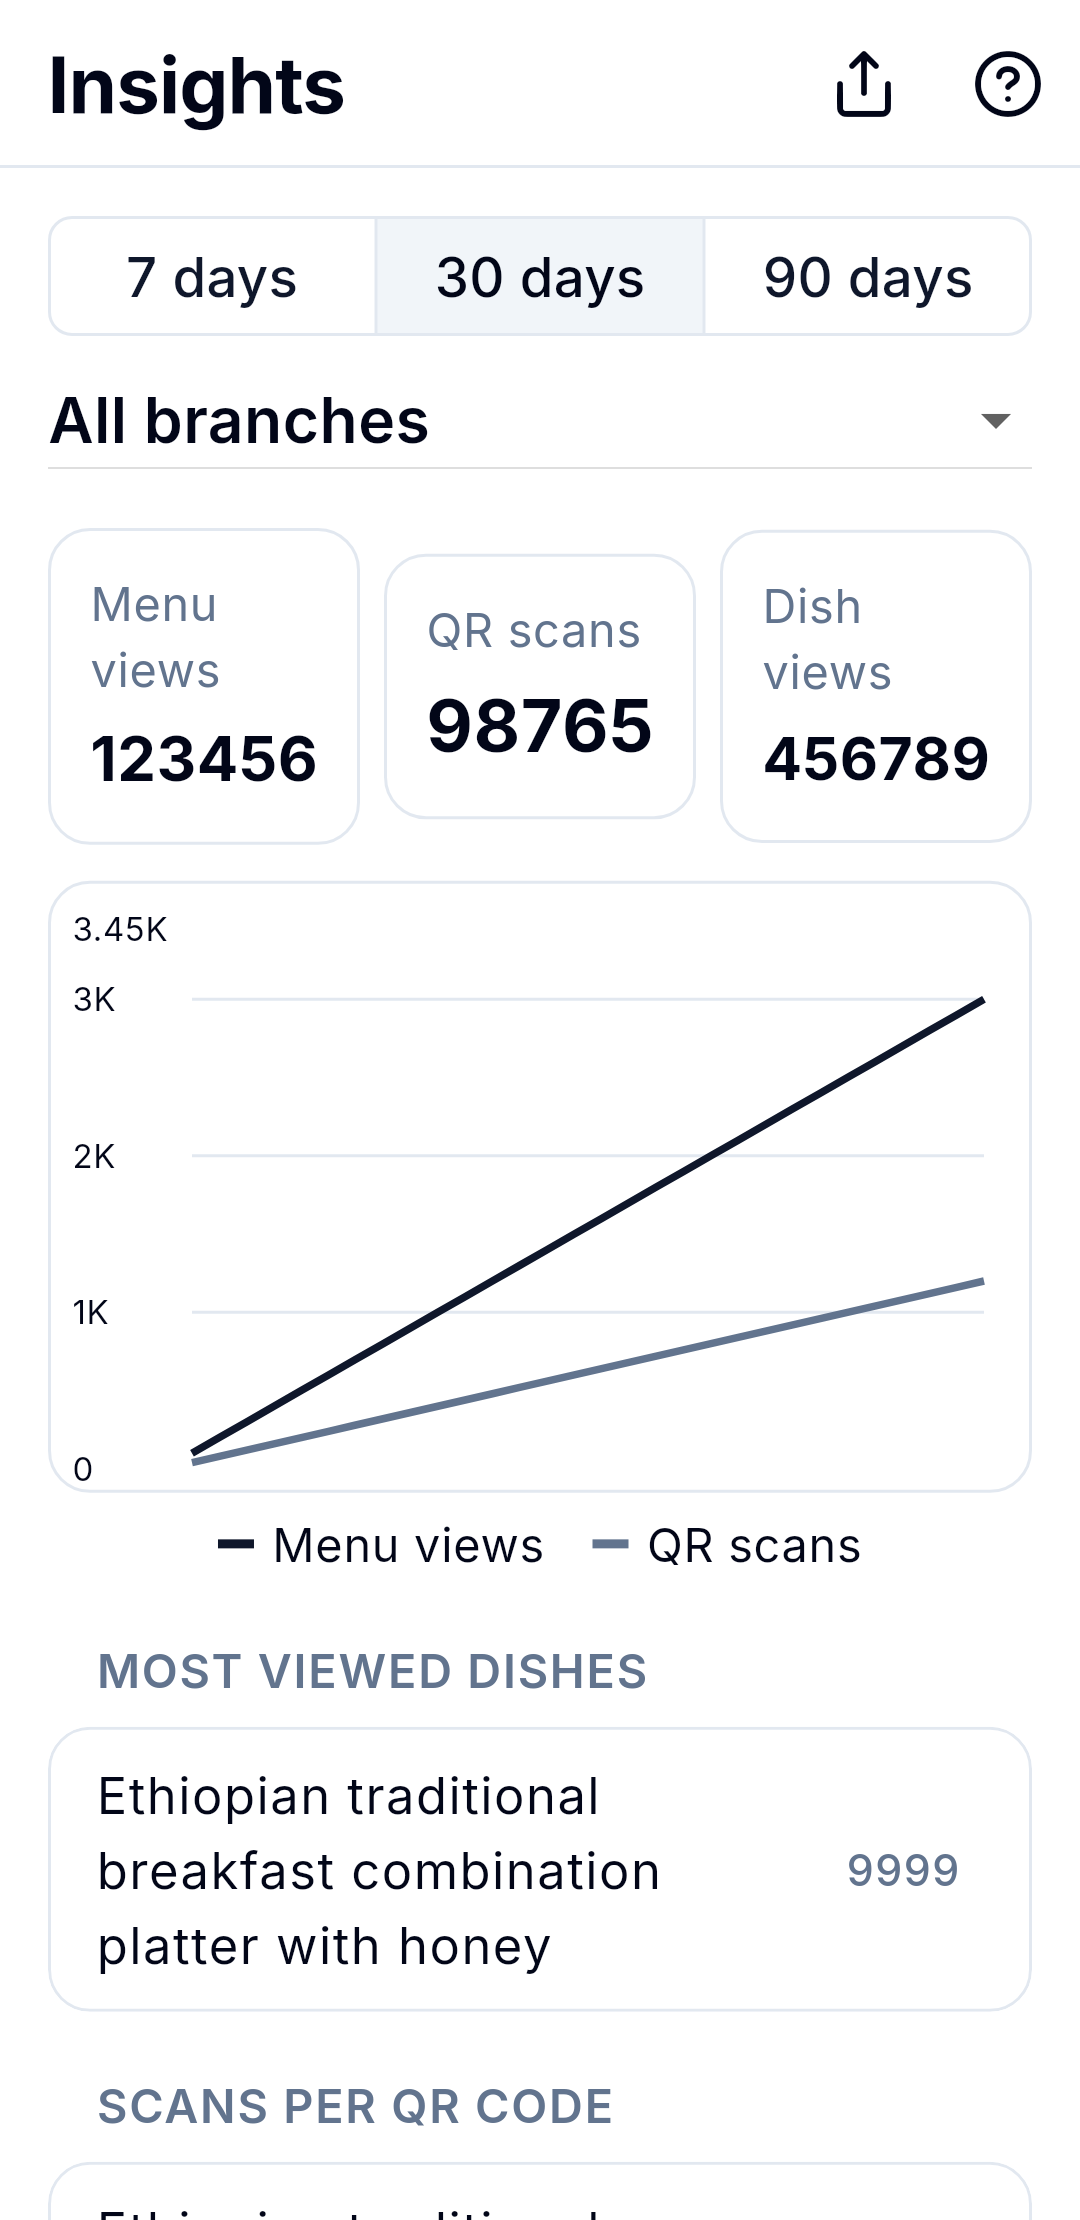 Insights
7 days
30 days
90 days
All branches
Menu
views
123456
QR scans
98765
Dish
views
456789
3.45K
3K
2K
1K
0
Menu views
QR scans
MOST VIEWED DISHES
Ethiopian traditional
breakfast combination
platter with honey
9999
SCANS PER QR CODE
Ethiopian traditional